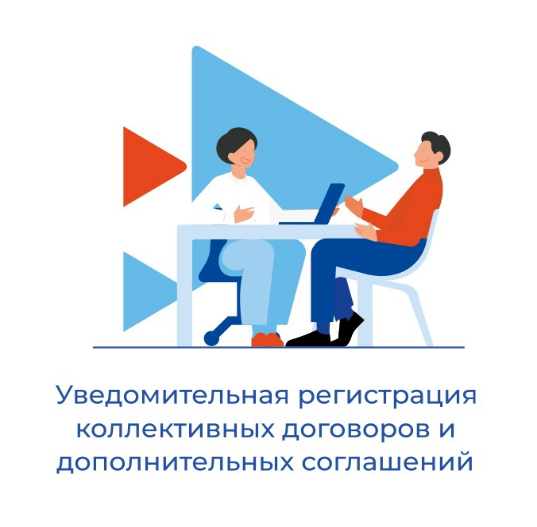 Уведомительная регистрация
коллективных договоров и
дополнительных соглашений